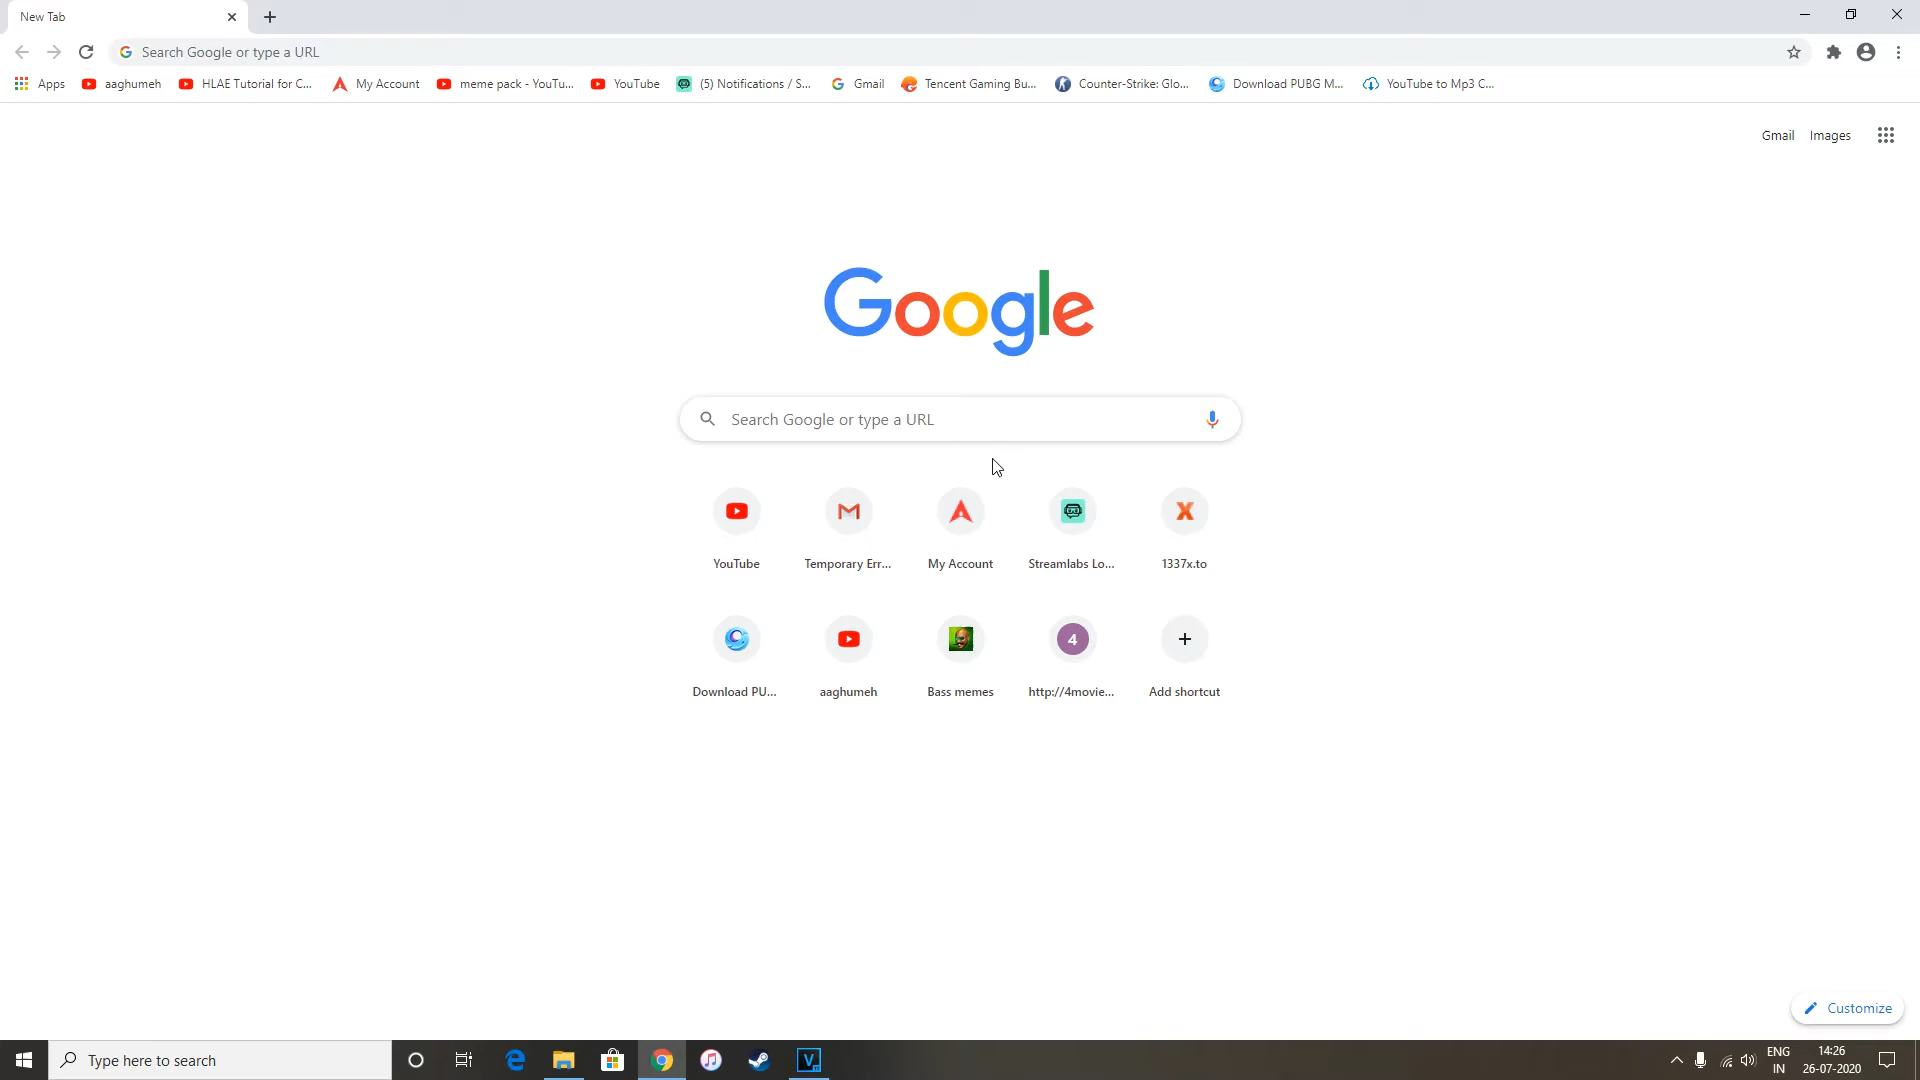 New Tab
Search Google or type a URL
Apps aaghumeh HLAE Tutorial for C... My Account meme pack - YouTu... YouTube (5) Notifications / S... Gmail Tencent Gaming Bu... Counter-Strike: Glo... Download PUBG M... YouTube to Mp3 C...
Gmail Images
Google
Search Google or type a URL
YouTube Temporary Err... My Account Streamlabs Lo... 1337x.to
4
Download PU... aaghumeh Bass memes http://4movie... Add shortcut
Customize
Type here to search
ENG 14:26
IN 26-07-2020